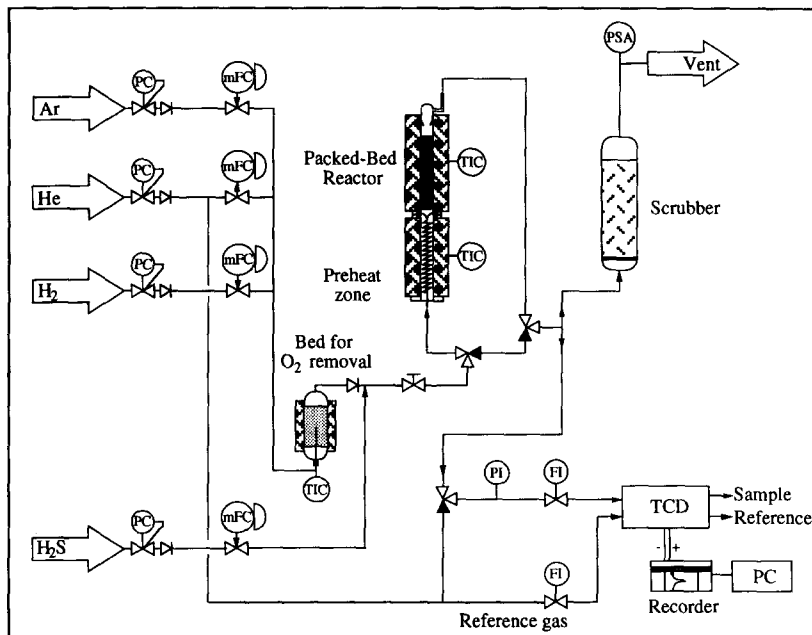 PSA
Vent
PC
mFC
Ar
Packed-Bed
Reactor
TIC
PC
mFC
He
Scrubber
PC
mFC
H₂
Preheat
zone
TIC
Bed for
O₂ removal
TIC
PI
FI
TCD
Sample
Reference
PC
mFC
H₂S
- +
FI
PC
Reference gas
Recorder